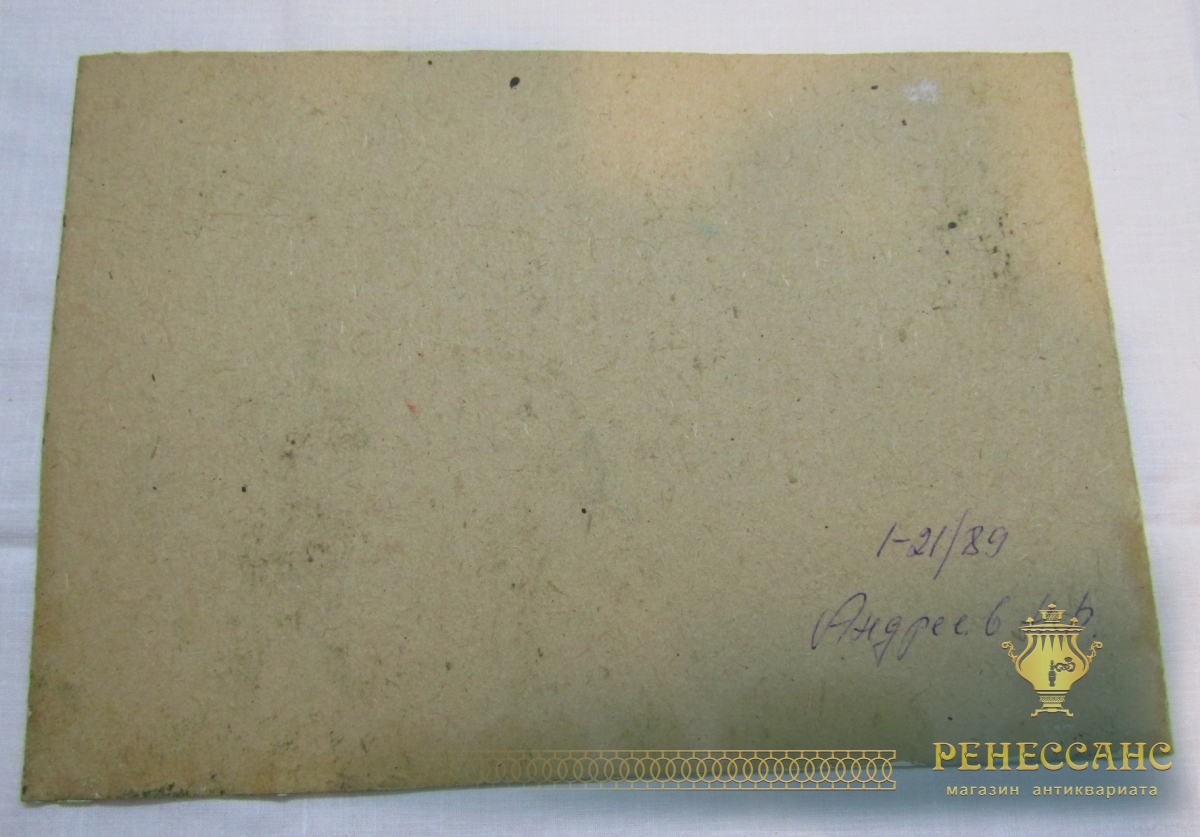 1-21/89
Андреев
РЕНЕССАНС
магазин антиквариата